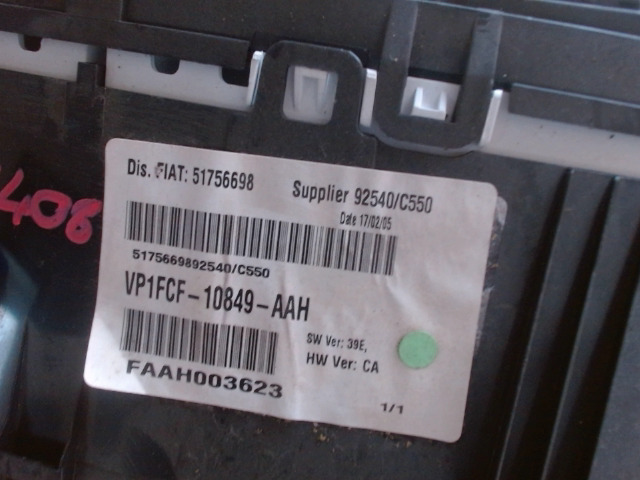 Dis. FIAT: 51756698 Supplier 92540/C550
Date 17/02/05
5175669892540/C550
VP1FCF-10849-AAH
SW Ver: 39E,
HW Ver: CA
FAAH003623
1/1
408